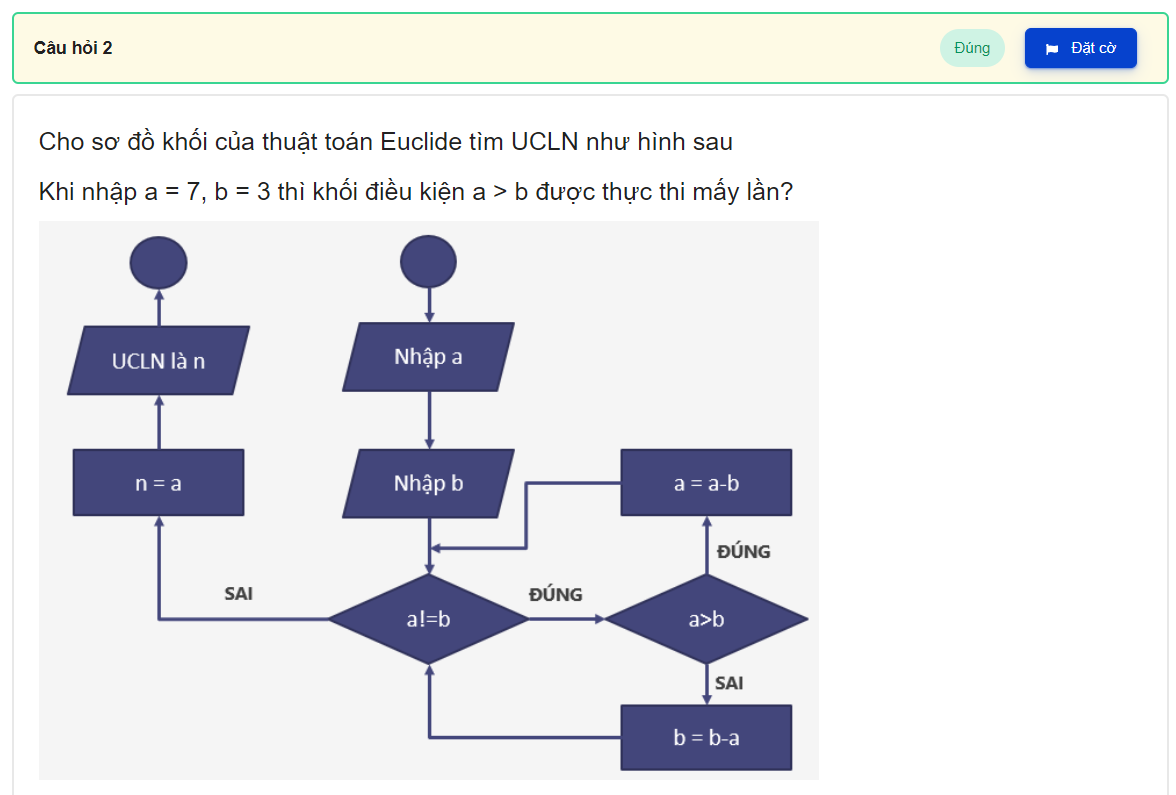 Câu hỏi 2
Đúng
Đặt cờ
Cho sơ đồ khối của thuật toán Euclide tìm UCLN như hình sau
Khi nhập a = 7, b = 3 thì khối điều kiện a > b được thực thi mấy lần?
UCLN là n
Nhập a
n = a
Nhập b
a = a-b
ĐÚNG
SAI
ĐÚNG
a!=b
a>b
SAI
b = b-a